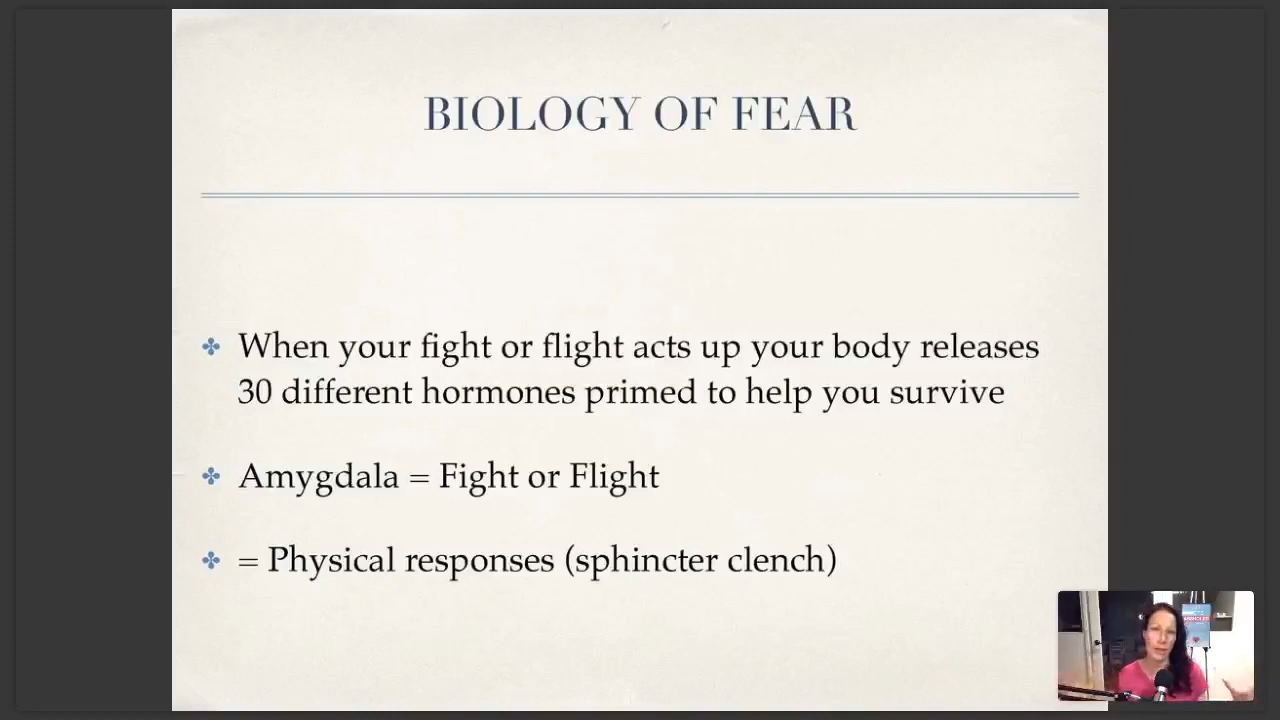 BIOLOGY OF FEAR
When your fight or flight acts up your body releases
30 different hormones primed to help you survive
Amygdala = Fight or Flight
= Physical responses (sphincter clench)